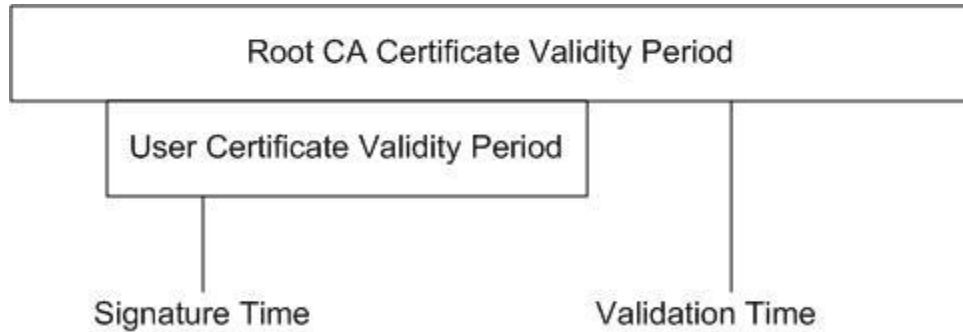 Root CA Certificate Validity Period
User Certificate Validity Period
Signature Time
Validation Time